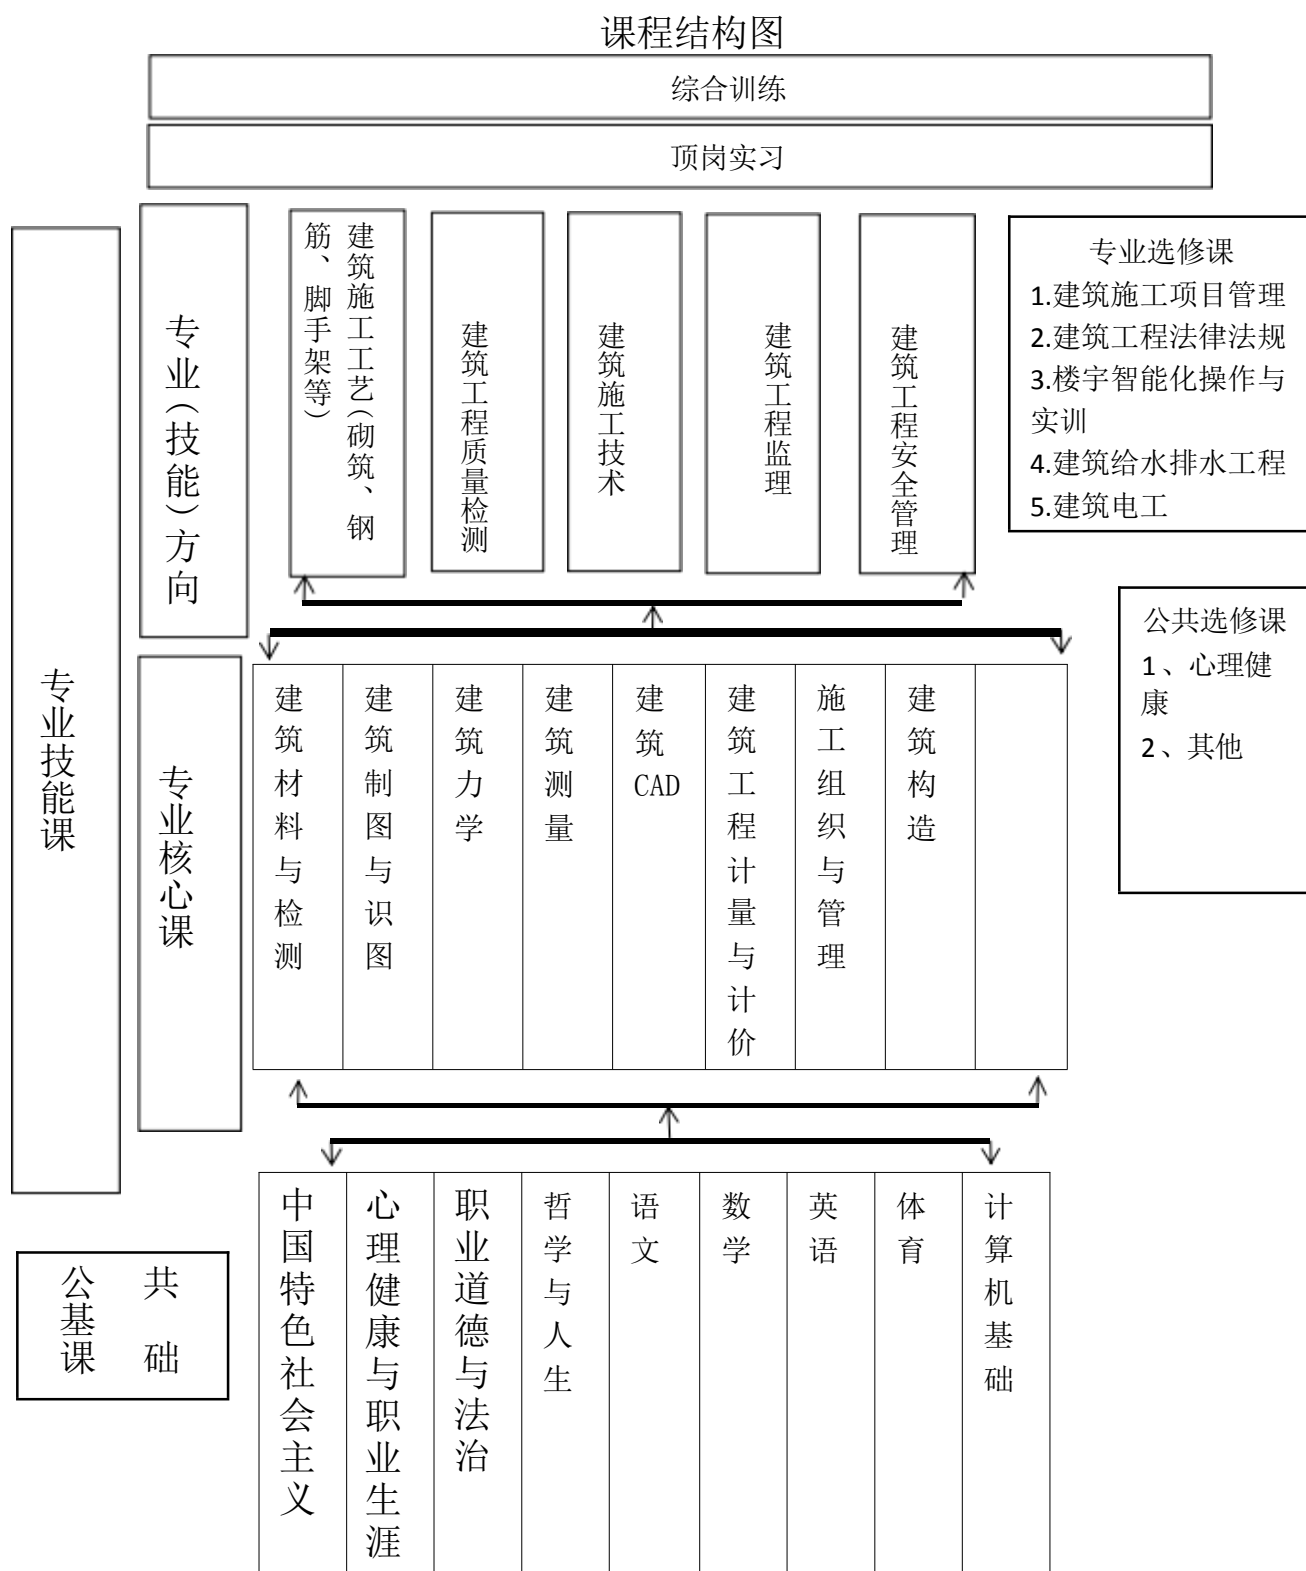 课程结构图
综合训练
顶岗实习
专业技能课
专业（技能）方向
建筑施工工艺（砌筑、钢
筋、脚手架等）
建筑工程质量检测
建筑施工技术
建筑工程监理
建筑工程安全管理
专业选修课
1.建筑施工项目管理
2.建筑工程法律法规
3.楼宇智能化操作与
实训
4.建筑给水排水工程
5.建筑电工
公共选修课
1、心理健
康
2、其他
专业核心课
建筑材料与检测
建筑制图与识图
建筑力学
建筑测量
建筑CAD
建筑工程计量与计价
施工组织与管理
建筑构造
公 共
基 础
课
中国特色社会主义
心理健康与职业生涯
职业道德与法治
哲学与人生
语文
数学
英语
体育
计算机基础